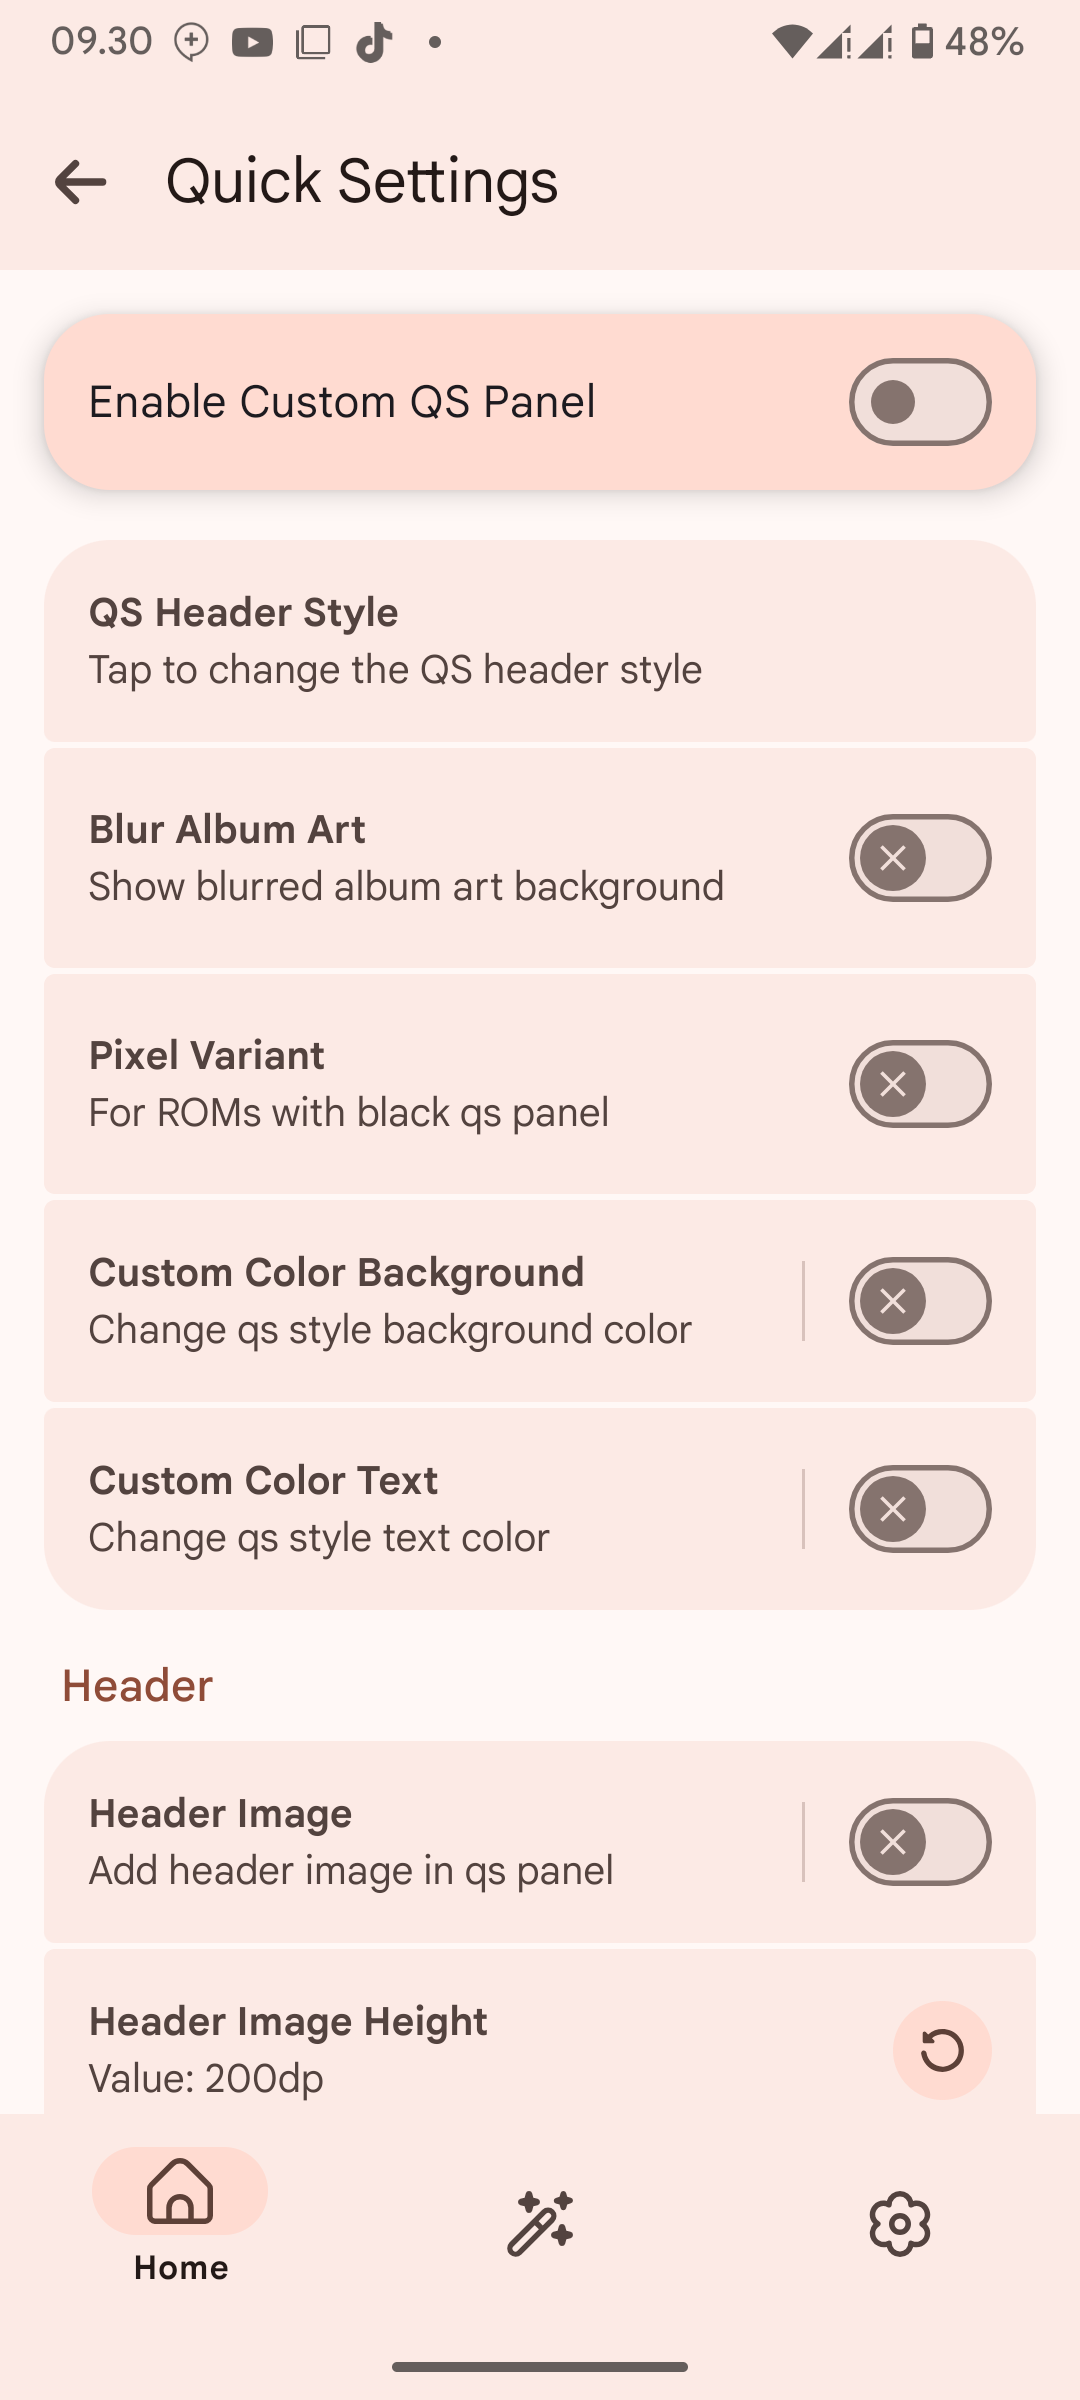 09.30
48%
Quick Settings
Enable Custom QS Panel
QS Header Style
Tap to change the QS header style
Blur Album Art
Show blurred album art background
Pixel Variant
For ROMs with black qs panel
Custom Color Background
Change qs style background color
Custom Color Text
Change qs style text color
Header
Header Image
Add header image in qs panel
Header Image Height
Value: 200dp
Home